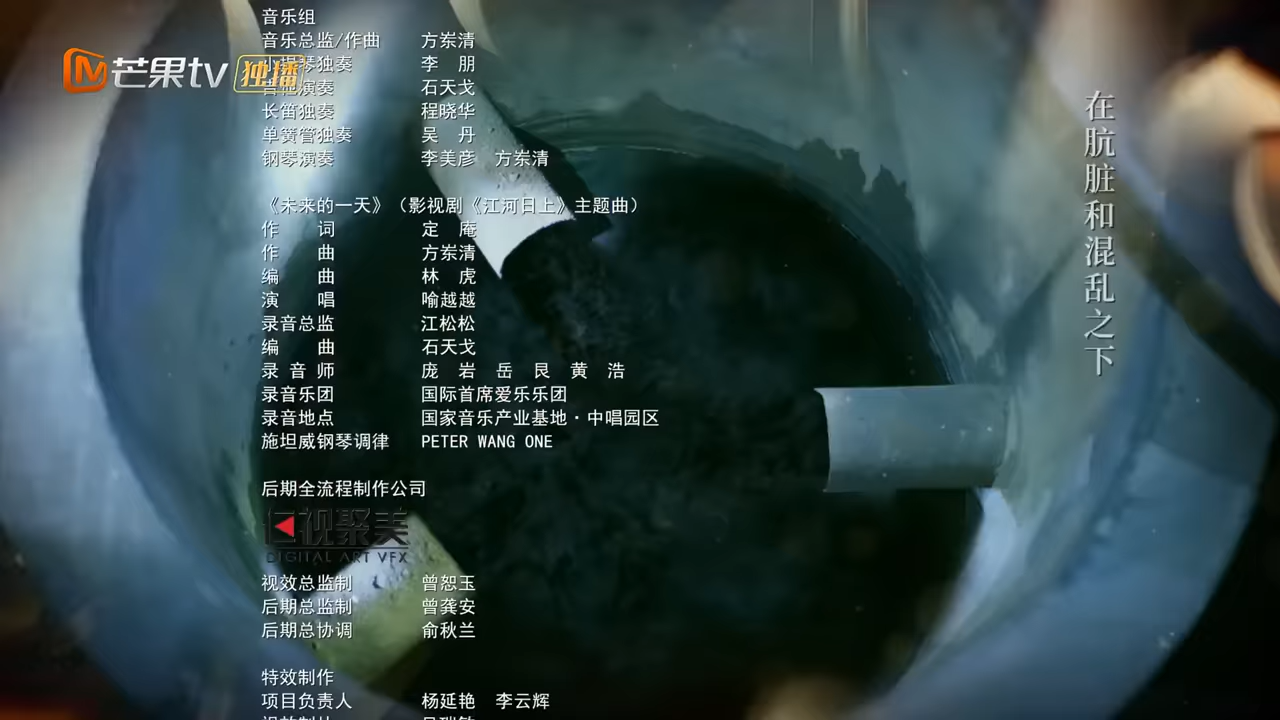 音乐组
音乐总监/作曲 方岽清
小提琴独奏 李 朋
石天戈
长笛独奏 程晓华
单簧管独奏 吴 丹
钢琴演奏 李美彦 方岽清
《未来的一天》（影视剧《江河日上》主题曲）
作 词 定 庵
作 曲 方岽清
编 曲 林 虎
演 唱 喻越越
录音总监 江松松
编 曲 石天戈
录 音 师 庞 岩 岳 艮 黄 浩
录音乐团 国际首席爱乐乐团
录音地点 国家音乐产业基地·中唱园区
施坦威钢琴调律 PETER WANG ONE
后期全流程制作公司
恒视聚美
DIGITAL ART VFX
视效总监制 曾恕玉
后期总监制 曾龚安
后期总协调 俞秋兰
特效制作
项目负责人 杨延艳 李云辉
芒果tv 独播
在肮脏和混乱之下